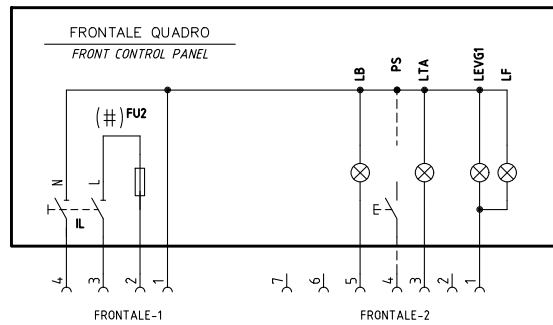 FRONTALE QUADRO
FRONT CONTROL PANEL
LB
PS
LTA
LEVG1
LF
(#) FU2
N
L
IL
4
3
2
1
7
6
5
4
3
2
1
FRONTALE-1
FRONTALE-2